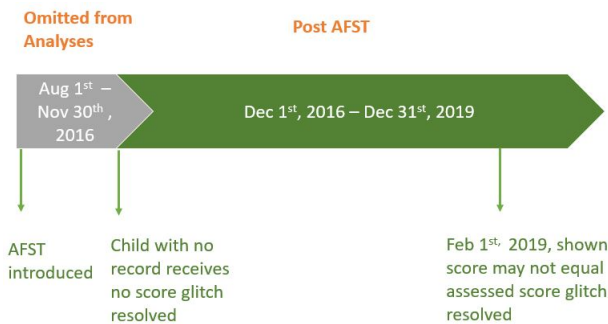 Omitted from
Analyses
Post AFST
Aug 1st –
Nov 30th ,
2016
Dec 1st, 2016 – Dec 31st, 2019
AFST
introduced
Child with no
record receives
no score glitch
resolved
Feb 1st, 2019, shown
score may not equal
assessed score glitch
resolved